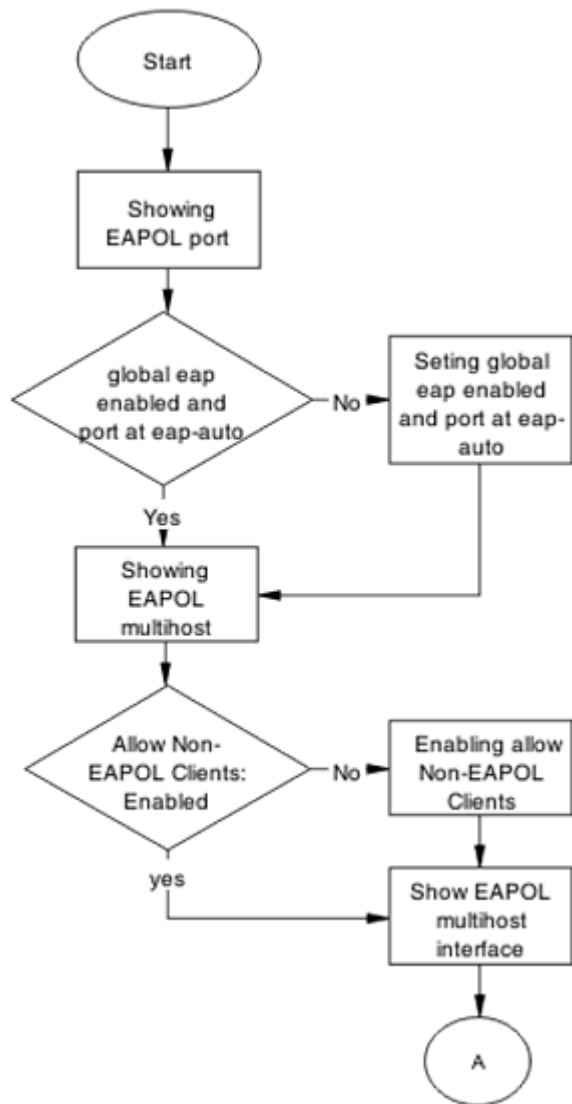 Start
Showing
EAPOL port
global eap
enabled and
port at eap-auto
No
Seting global
eap enabled
and port at eap-
auto
Yes
Showing
EAPOL
multihost
Allow Non-
EAPOL Clients:
Enabled
No
Enabling allow
Non-EAPOL
Clients
yes
Show EAPOL
multihost
interface
A